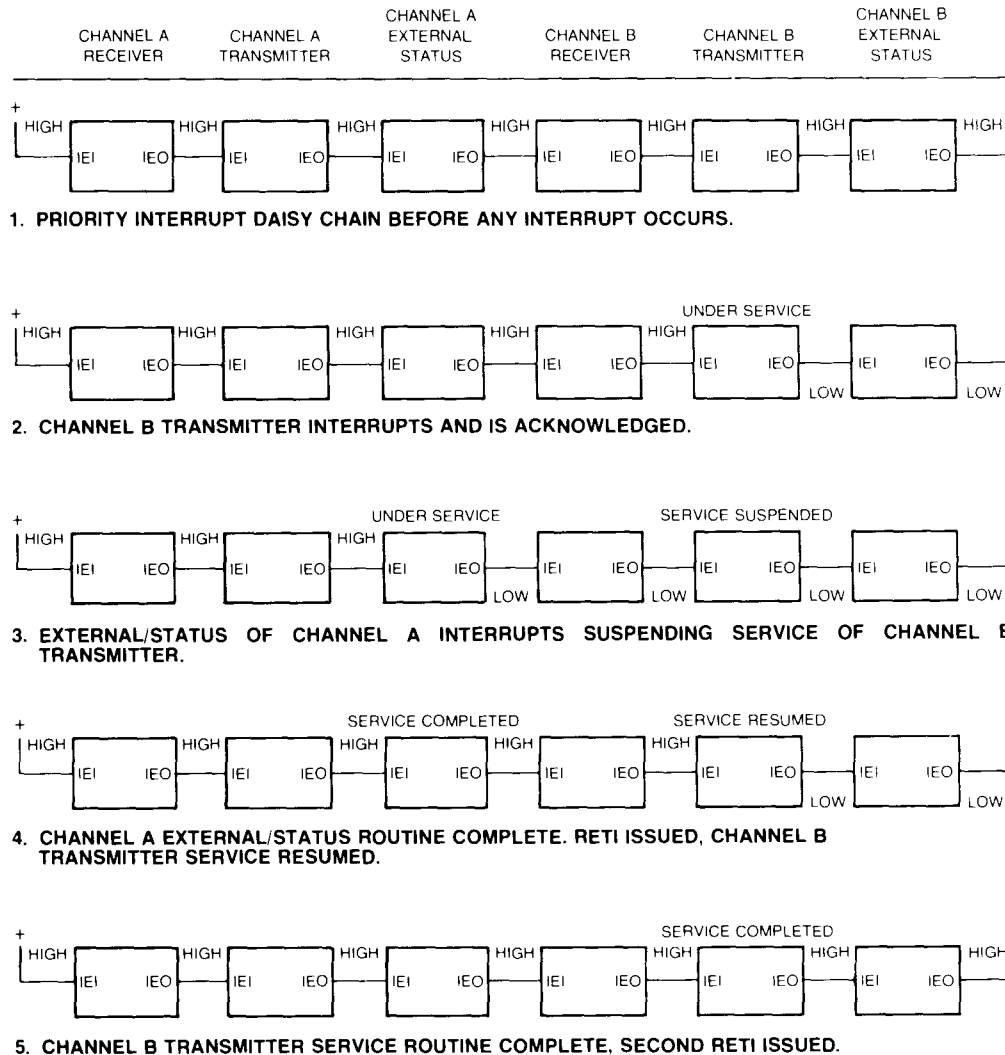 CHANNEL A RECEIVER
CHANNEL A TRANSMITTER
CHANNEL A EXTERNAL STATUS
CHANNEL B RECEIVER
CHANNEL B TRANSMITTER
CHANNEL B EXTERNAL STATUS
+
HIGH HIGH HIGH HIGH HIGH HIGH HIGH
IEI IEO IEI IEO IEI IEO IEI IEO IEI IEO IEI IEO
1. PRIORITY INTERRUPT DAISY CHAIN BEFORE ANY INTERRUPT OCCURS.
UNDER SERVICE
+
HIGH HIGH HIGH HIGH HIGH
IEI IEO IEI IEO IEI IEO IEI IEO IEI IEO IEI IEO
LOW LOW
2. CHANNEL B TRANSMITTER INTERRUPTS AND IS ACKNOWLEDGED.
UNDER SERVICE SERVICE SUSPENDED
+
HIGH HIGH HIGH
IEI IEO IEI IEO IEI IEO IEI IEO IEI IEO IEI IEO
LOW LOW LOW LOW
3. EXTERNAL/STATUS OF CHANNEL A INTERRUPTS SUSPENDING SERVICE OF CHANNEL B
TRANSMITTER.
SERVICE COMPLETED SERVICE RESUMED
+
HIGH HIGH HIGH HIGH HIGH
IEI IEO IEI IEO IEI IEO IEI IEO IEI IEO IEI IEO
LOW LOW
4. CHANNEL A EXTERNAL/STATUS ROUTINE COMPLETE. RETI ISSUED, CHANNEL B
TRANSMITTER SERVICE RESUMED.
SERVICE COMPLETED
+
HIGH HIGH HIGH HIGH HIGH HIGH HIGH
IEI IEO IEI IEO IEI IEO IEI IEO IEI IEO IEI IEO
5. CHANNEL B TRANSMITTER SERVICE ROUTINE COMPLETE, SECOND RETI ISSUED.